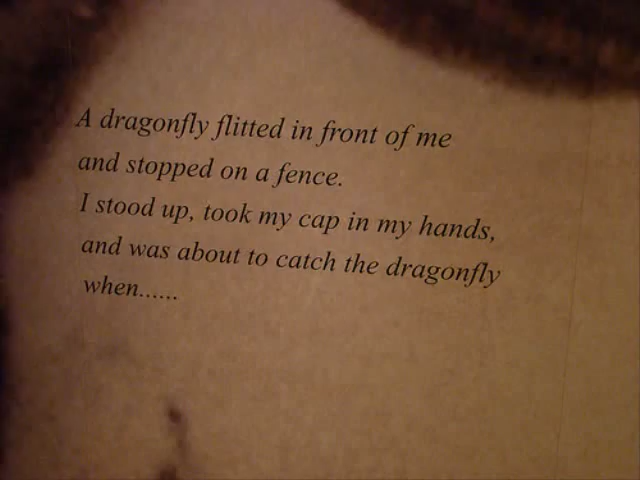 A dragonfly flitted in front of me
and stopped on a fence.
I stood up, took my cap in my hands,
and was about to catch the dragonfly
when......